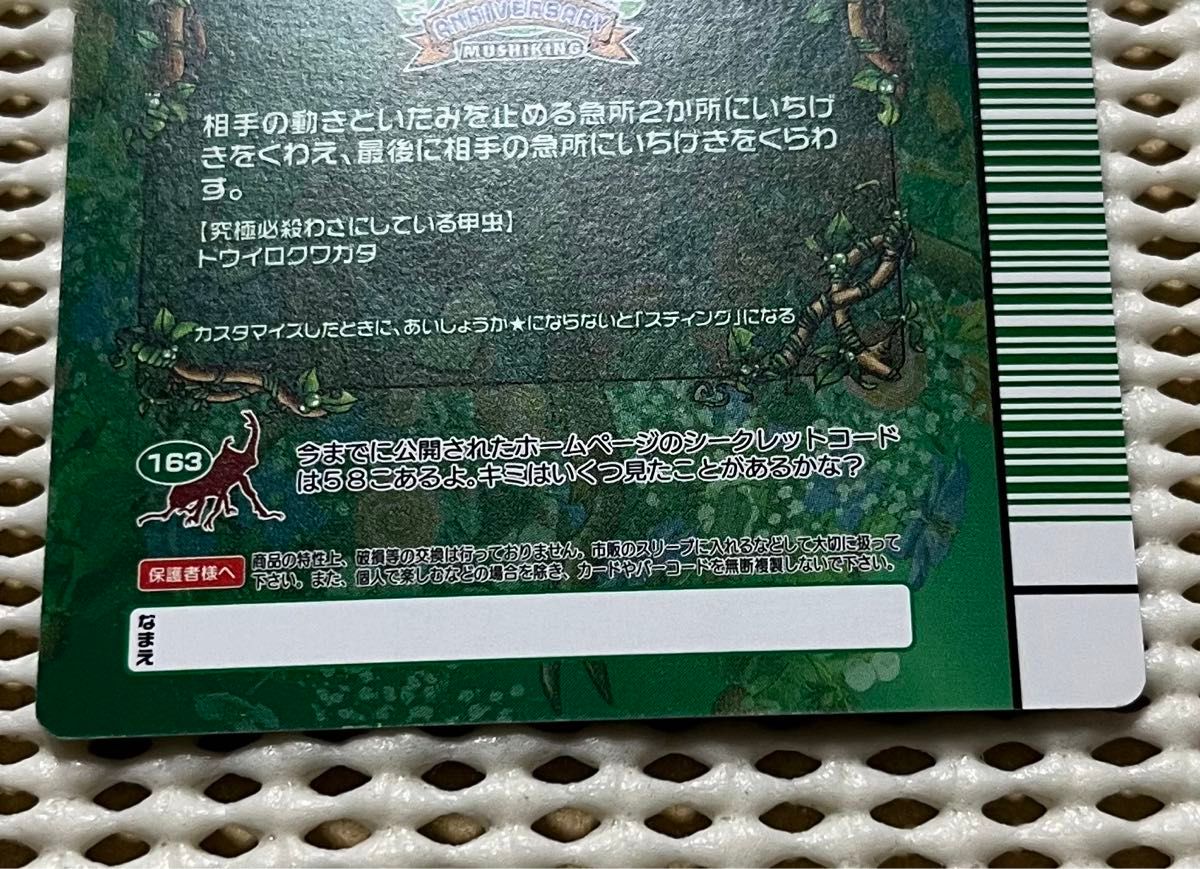 ANNIVERSARY
MUSHIKING
相手の動きといたみを止める急所2か所にいちげ
きをくわえ、最後に相手の急所にいちげきをくらわ
す。
【究極必殺わざにしている甲虫】
トウイロクワガタ
カスタマイズしたときに、あいしょうが★にならないと「スティング」になる
163
今までに公開されたホームページのシークレットコード
は58こあるよ。キミはいくつ見たことがあるかな?
保護者様へ
商品の特性上、破損等の交換は行っておりません。市販のスリーブに入れるなどして大切に扱って
下さい。また、個人で楽しむなどの場合を除き、カードやバーコードを無断複製しないで下さい。
なまえ